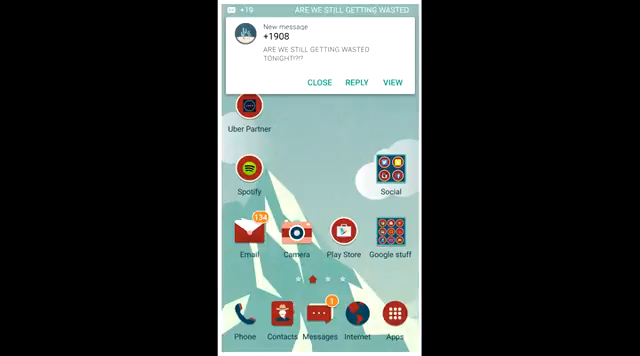 +19 ARE WE STILL GETTING WASTED
New message
+1908
ARE WE STILL GETTING WASTED
TONIGHT!?!?
CLOSE REPLY VIEW
Uber Partner
Spotify Social
134
Email Camera Play Store Google stuff
1
Phone Contacts Messages Internet Apps